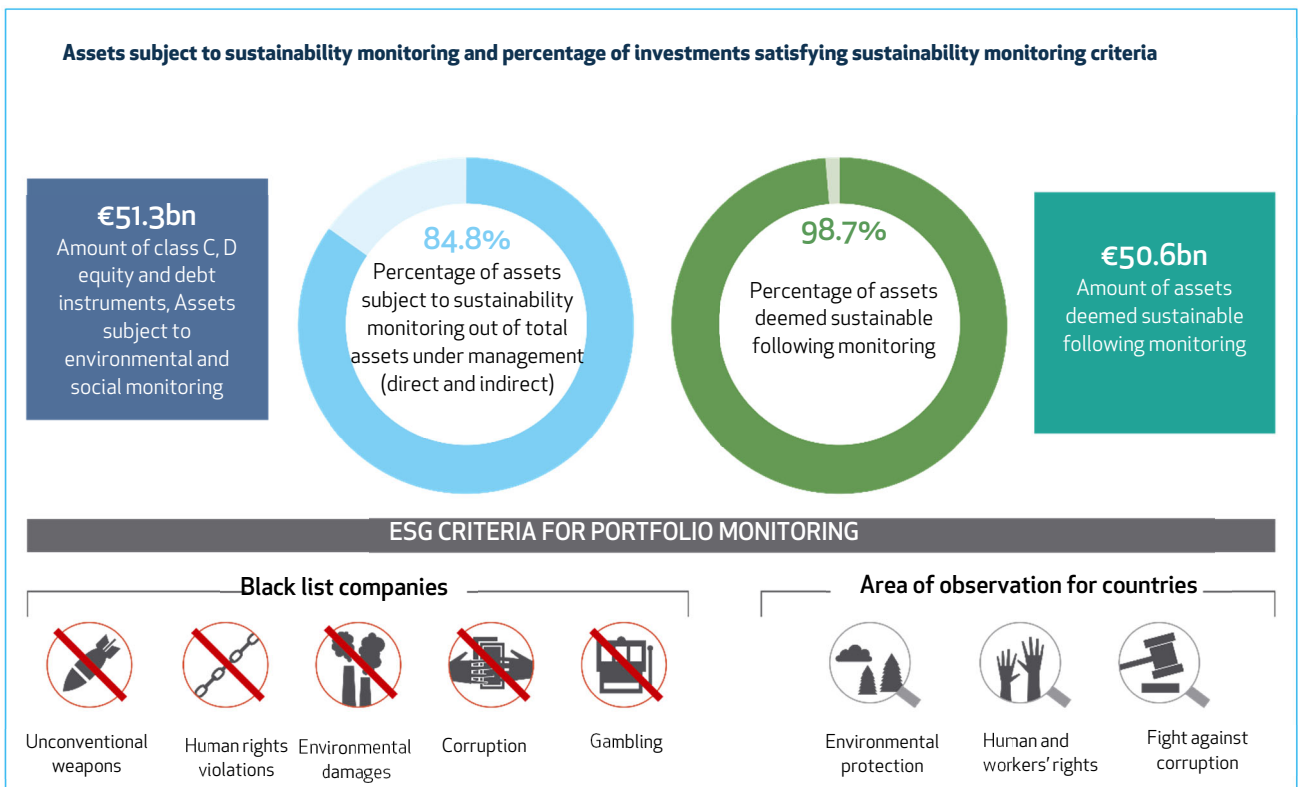 Assets subject to sustainability monitoring and percentage of investments satisfying sustainability monitoring criteria
€51.3bn
Amount of class C, D
equity and debt
instruments, Assets
subject to
environmental and
social monitoring
84.8%
Percentage of assets
subject to sustainability
monitoring out of total
assets under management
(direct and indirect)
98.7%
Percentage of assets
deemed sustainable
following monitoring
€50.6bn
Amount of assets
deemed sustainable
following monitoring
ESG CRITERIA FOR PORTFOLIO MONITORING
Black list companies
Unconventional
weapons
Human rights
violations
Environmental
damages
Corruption
Gambling
Area of observation for countries
Environmental
protection
Human and
workers' rights
Fight against
corruption